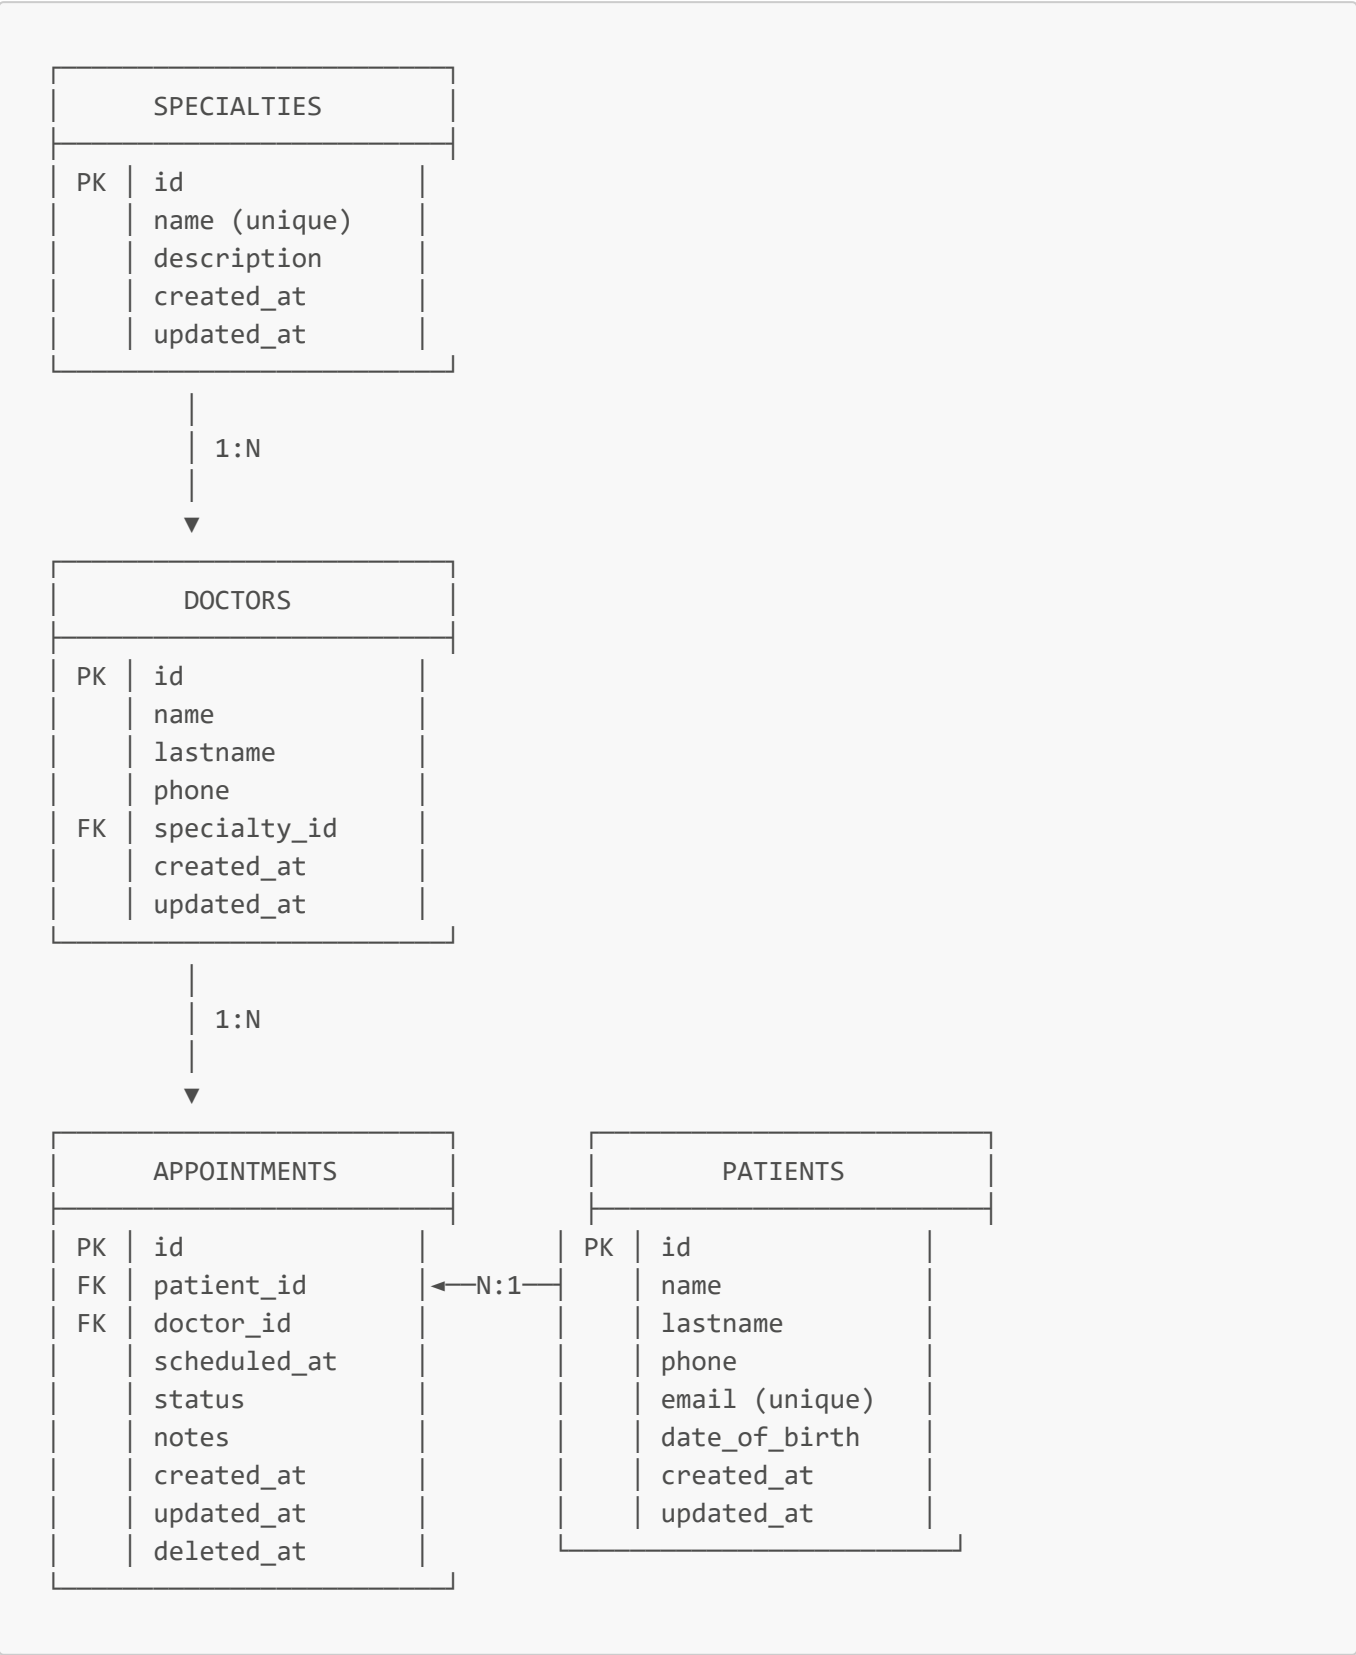 SPECIALTIES
PK id
name (unique)
description
created_at
updated_at
1:N
DOCTORS
PK id
name
lastname
phone
FK specialty_id
created_at
updated_at
1:N
APPOINTMENTS
PK id
FK patient_id
FK doctor_id
scheduled_at
status
notes
created_at
updated_at
deleted_at
N:1
PATIENTS
PK id
name
lastname
phone
email (unique)
date_of_birth
created_at
updated_at